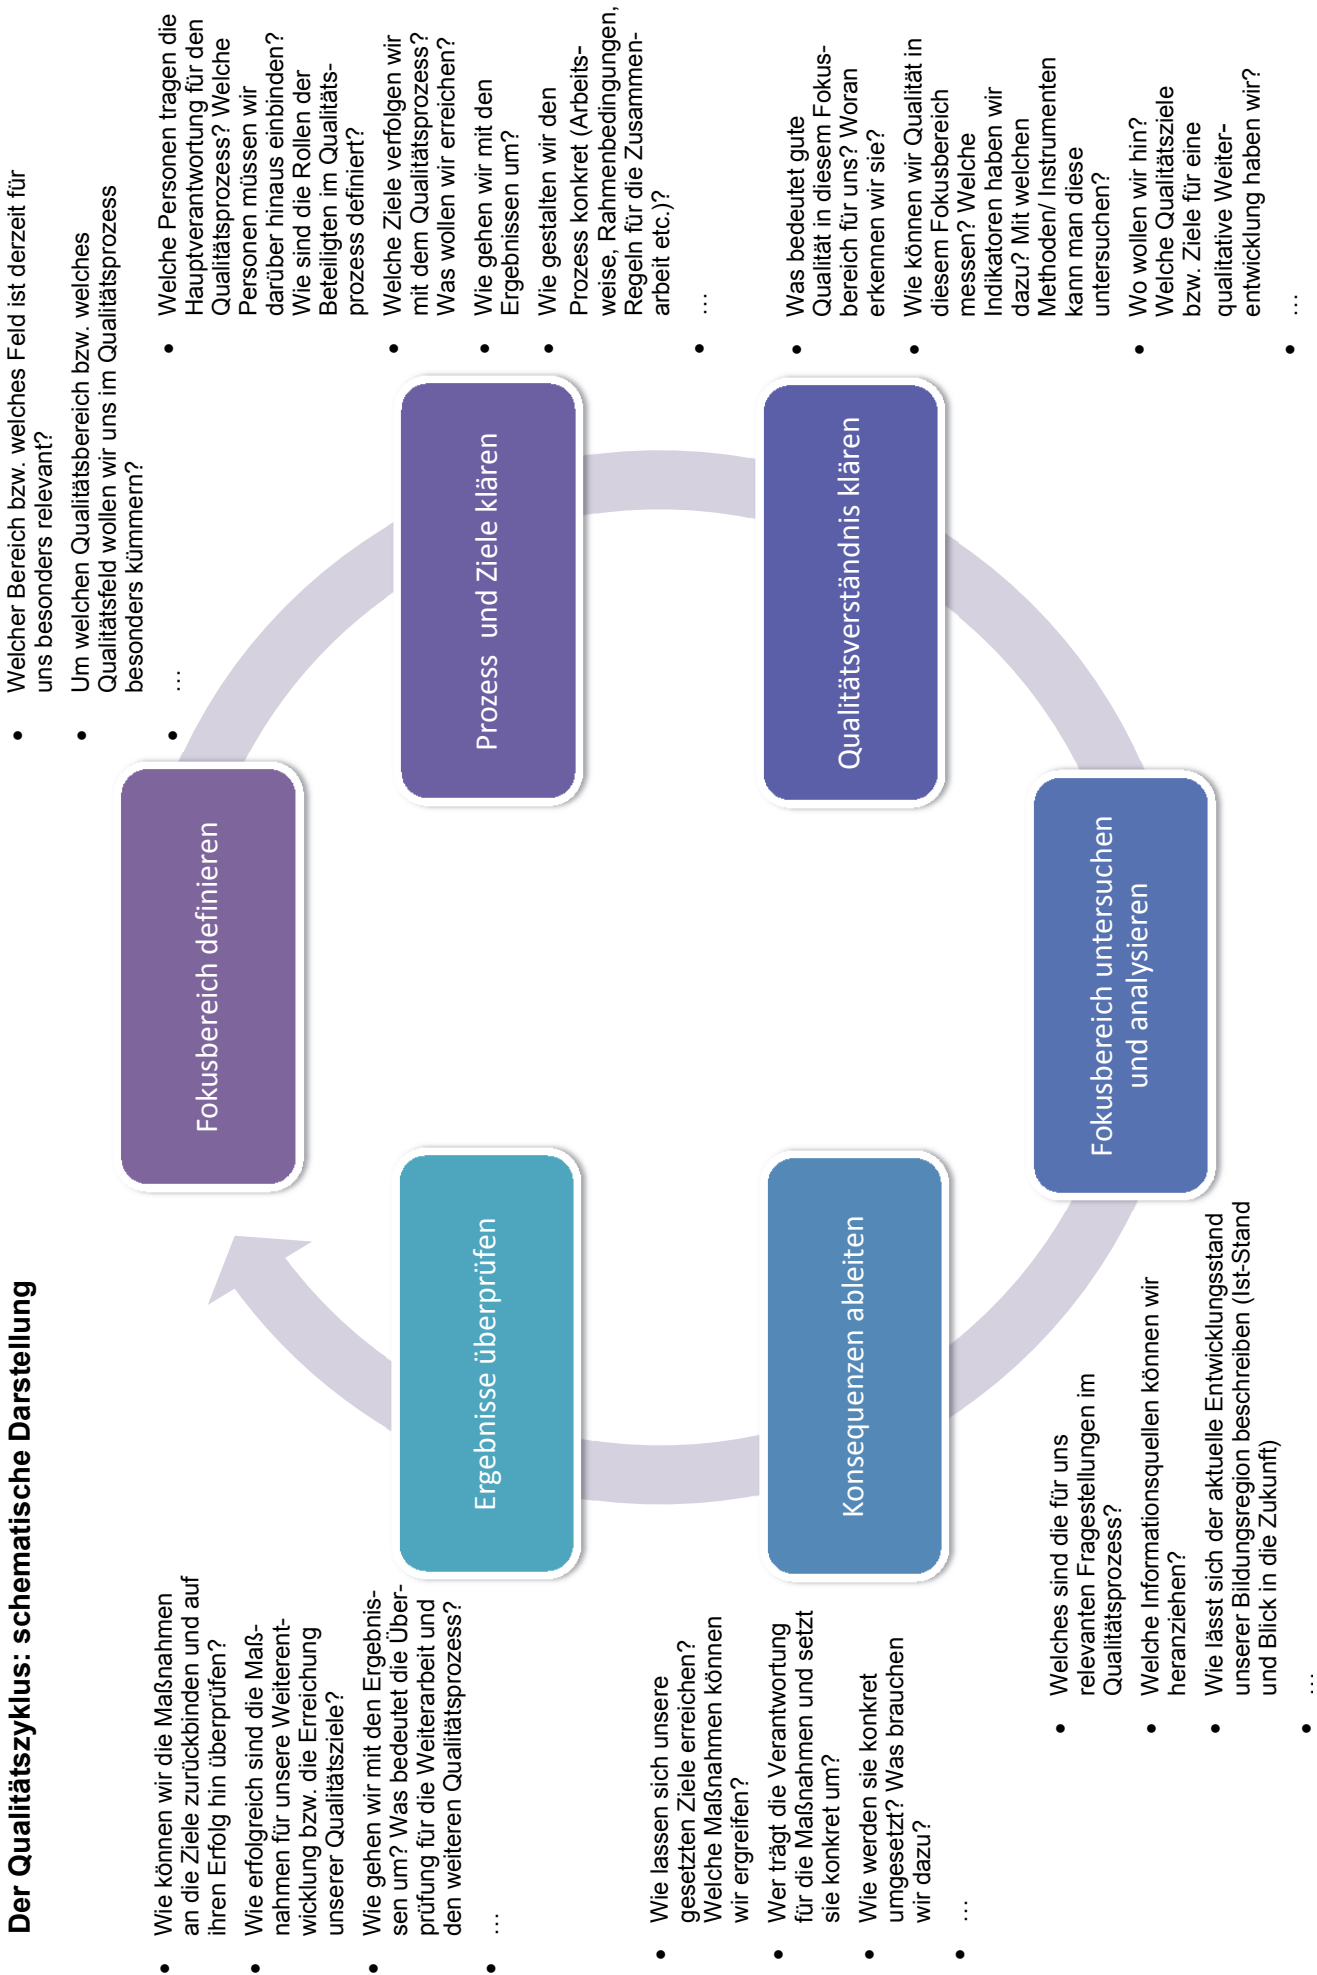 Der Qualitätszyklus: schematische Darstellung
• Welcher Bereich bzw. welches Feld ist derzeit für
uns besonders relevant?
• Um welchen Qualitätsbereich bzw. welches
Qualitätsfeld wollen wir uns im Qualitätsprozess
besonders kümmern?
• …
Fokusbereich definieren
• Welche Personen tragen die
Hauptverantwortung für den
Qualitätsprozess? Welche
Personen müssen wir
darüber hinaus einbinden?
Wie sind die Rollen der
Beteiligten im Qualitäts-
prozess definiert?
• Welche Ziele verfolgen wir
mit dem Qualitätsprozess?
Was wollen wir erreichen?
• Wie gehen wir mit den
Ergebnissen um?
• Wie gestalten wir den
Prozess konkret (Arbeits-
weise, Rahmenbedingungen,
Regeln für die Zusammen-
arbeit etc.)?
• …
Prozess und Ziele klären
• Was bedeutet gute
Qualität in diesem Fokus-
bereich für uns? Woran
erkennen wir sie?
• Wie können wir Qualität in
diesem Fokusbereich
messen? Welche
Indikatoren haben wir
dazu? Mit welchen
Methoden/ Instrumenten
kann man diese
untersuchen?
• Wo wollen wir hin?
Welche Qualitätsziele
bzw. Ziele für eine
qualitative Weiter-
entwicklung haben wir?
• …
Qualitätsverständnis klären
Fokusbereich untersuchen
und analysieren
• Welches sind die für uns
relevanten Fragestellungen im
Qualitätsprozess?
• Welche Informationsquellen können wir
heranziehen?
• Wie lässt sich der aktuelle Entwicklungsstand
unserer Bildungsregion beschreiben (Ist-Stand
und Blick in die Zukunft)
• …
Konsequenzen ableiten
• Wie lassen sich unsere
gesetzten Ziele erreichen?
Welche Maßnahmen können
wir ergreifen?
• Wer trägt die Verantwortung
für die Maßnahmen und setzt
sie konkret um?
• Wie werden sie konkret
umgesetzt? Was brauchen
wir dazu?
• …
Ergebnisse überprüfen
• Wie können wir die Maßnahmen
an die Ziele zurückbinden und auf
ihren Erfolg hin überprüfen?
• Wie erfolgreich sind die Maß-
nahmen für unsere Weiterent-
wicklung bzw. die Erreichung
unserer Qualitätsziele?
• Wie gehen wir mit den Ergebnis-
sen um? Was bedeutet die Über-
prüfung für die Weiterarbeit und
den weiteren Qualitätsprozess?
• …